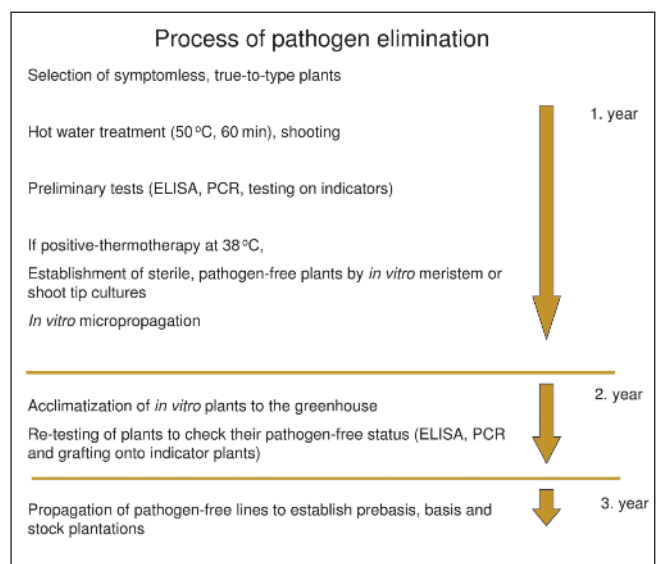 Process of pathogen elimination
Selection of symptomless, true-to-type plants
1. year
Hot water treatment (50 °C, 60 min), shooting
Preliminary tests (ELISA, PCR, testing on indicators)
If positive-thermotherapy at 38 °C,
Establishment of sterile, pathogen-free plants by in vitro meristem or
shoot tip cultures
In vitro micropropagation
2. year
Acclimatization of in vitro plants to the greenhouse
Re-testing of plants to check their pathogen-free status (ELISA, PCR
and grafting onto indicator plants)
3. year
Propagation of pathogen-free lines to establish prebasis, basis and
stock plantations